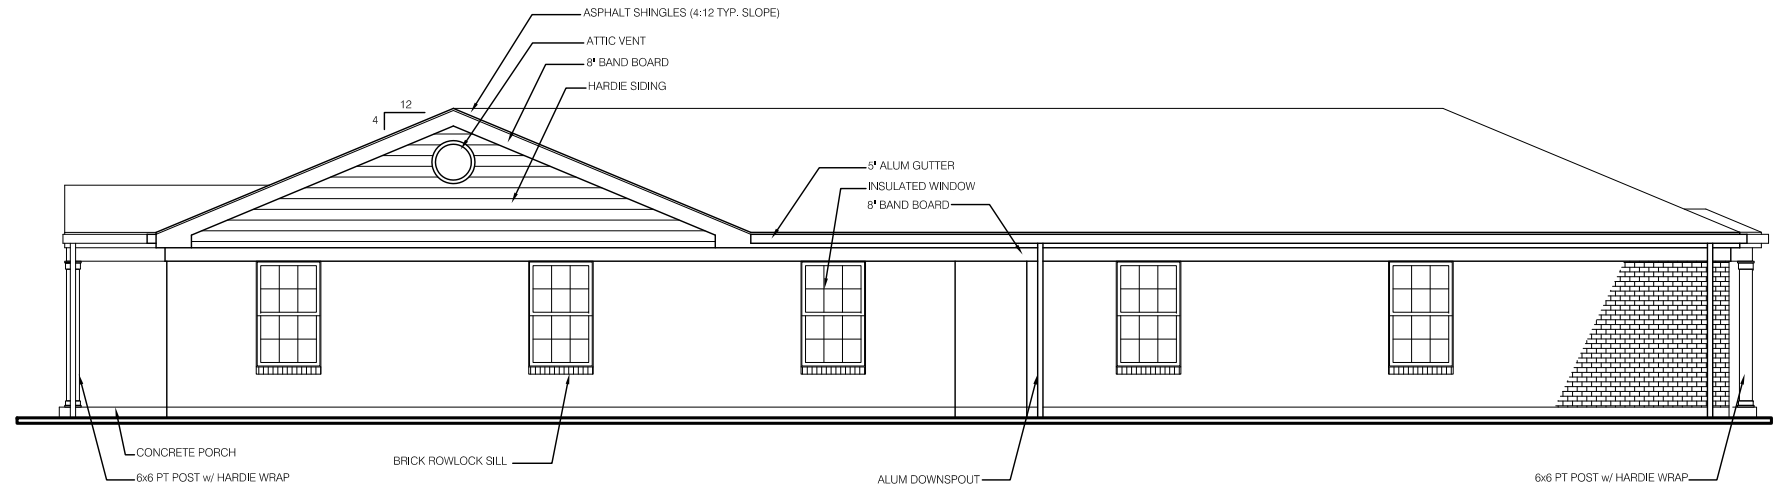 ASPHALT SHINGLES (4:12 TYP. SLOPE)
ATTIC VENT
8" BAND BOARD
HARDIE SIDING
12
4
5" ALUM GUTTER
INSULATED WINDOW
8" BAND BOARD
CONCRETE PORCH
6x6 PT POST w/ HARDIE WRAP
BRICK ROWLOCK SILL
ALUM DOWNSPOUT
6x6 PT POST w/ HARDIE WRAP